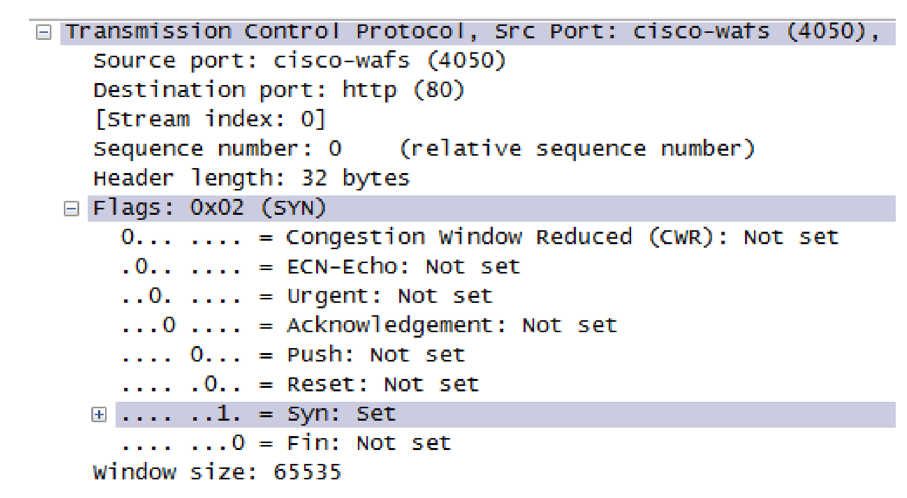 Transmission Control Protocol, Src Port: cisco-wafs (4050),
Source port: cisco-wafs (4050)
Destination port: http (80)
[Stream index: 0]
Sequence number: 0    (relative sequence number)
Header length: 32 bytes
Flags: 0x02 (SYN)
0... .... = Congestion Window Reduced (CWR): Not set
.0.. .... = ECN-Echo: Not set
..0. .... = Urgent: Not set
...0 .... = Acknowledgement: Not set
.... 0... = Push: Not set
.... .0.. = Reset: Not set
.... ..1. = Syn: Set
.... ...0 = Fin: Not set
Window size: 65535